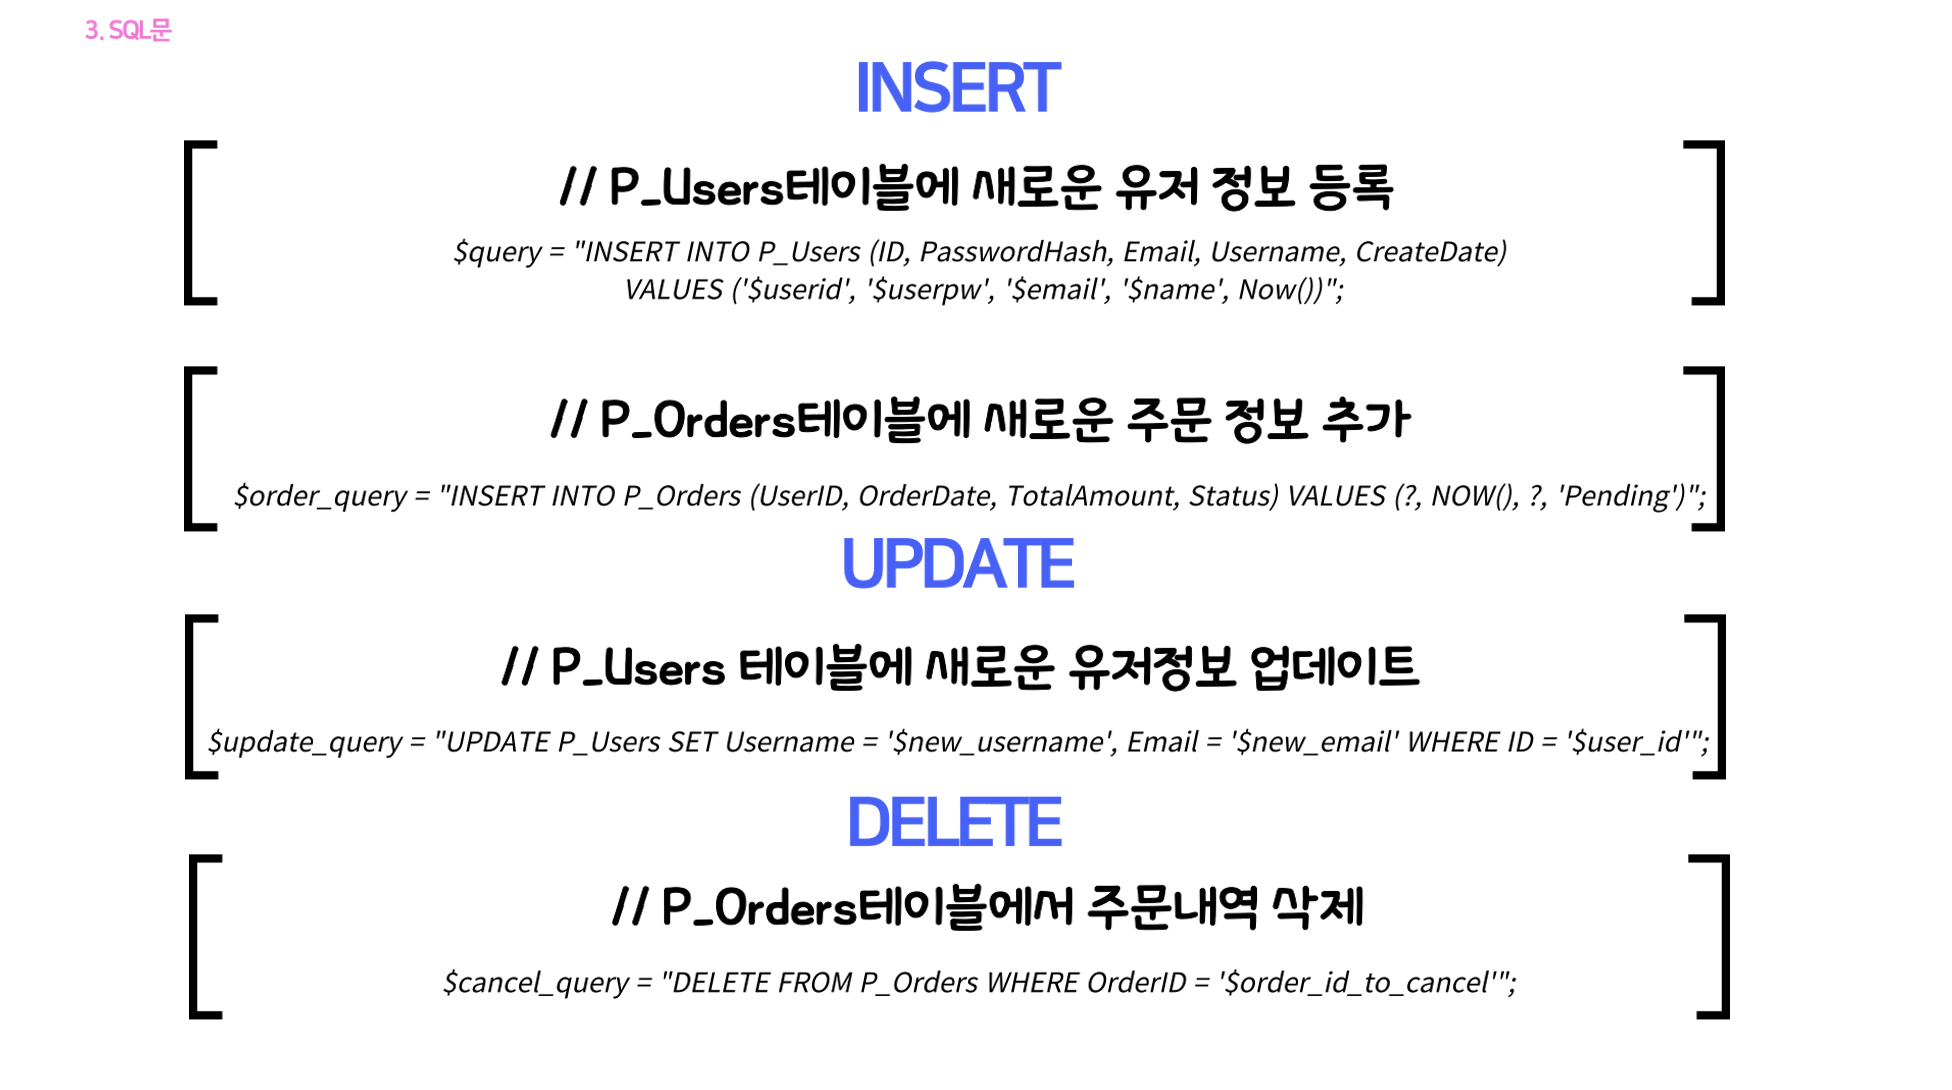 3. SQL문
INSERT
// P_Users테이블에 새로운 유저 정보 등록
$query = "INSERT INTO P_Users (ID, PasswordHash, Email, Username, CreateDate)
VALUES ('$userid', '$userpw', '$email', '$name', Now())";
// P_Orders테이블에 새로운 주문 정보 추가
$order_query = "INSERT INTO P_Orders (UserID, OrderDate, TotalAmount, Status) VALUES (?, NOW(), ?, 'Pending')";
UPDATE
// P_Users 테이블에 새로운 유저정보 업데이트
$update_query = "UPDATE P_Users SET Username = '$new_username', Email = '$new_email' WHERE ID = '$user_id'";
DELETE
// P_Orders테이블에서 주문내역 삭제
$cancel_query = "DELETE FROM P_Orders WHERE OrderID = '$order_id_to_cancel'";